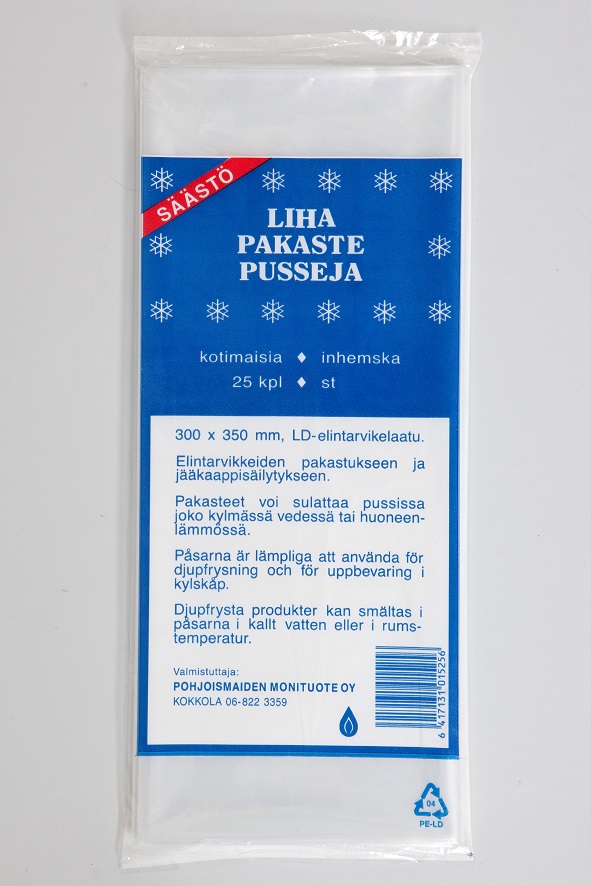 SÄÄSTÖ
LIHA
PAKASTE
PUSSEJA
kotimaisia ♦ inhemska
25 kpl ♦ st
300 x 350 mm, LD-elintarvikelaatu.
Elintarvikkeiden pakastukseen ja
jääkaappisäilytykseen.
Pakasteet voi sulattaa pussissa
joko kylmässä vedessä tai huoneen-
lämmössä.
Påsarna är lämpliga att använda för
djupfrysning och för uppbevaring i
kylskåp.
Djupfrysta produkter kan smältas i
påsarna i kallt vatten eller i rums-
temperatur.
Valmistuttaja:
POHJOISMAIDEN MONITUOTE OY
KOKKOLA 06-822 3359
6 417131 015256
04
PE-LD